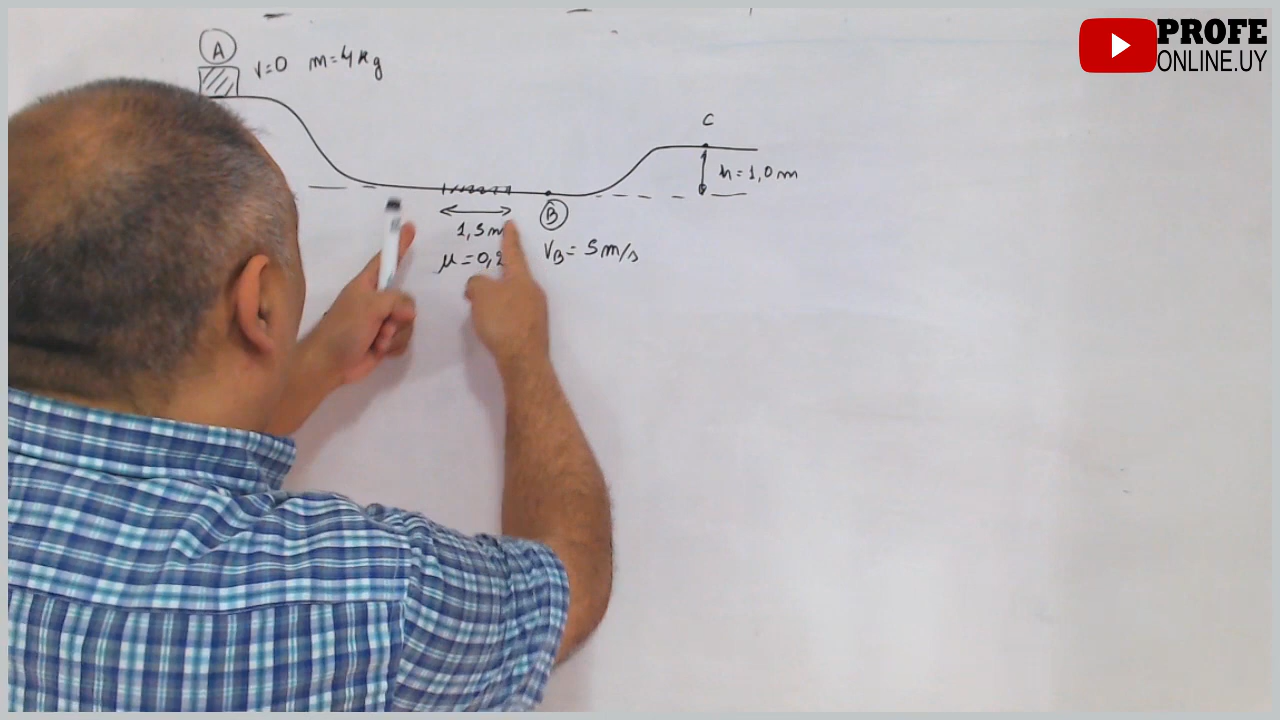 PROFE
ONLINE.UY
A
V=0 m=4kg
C
h=1,0m
B
1,5m
μ=0,2
VB= 5m/s